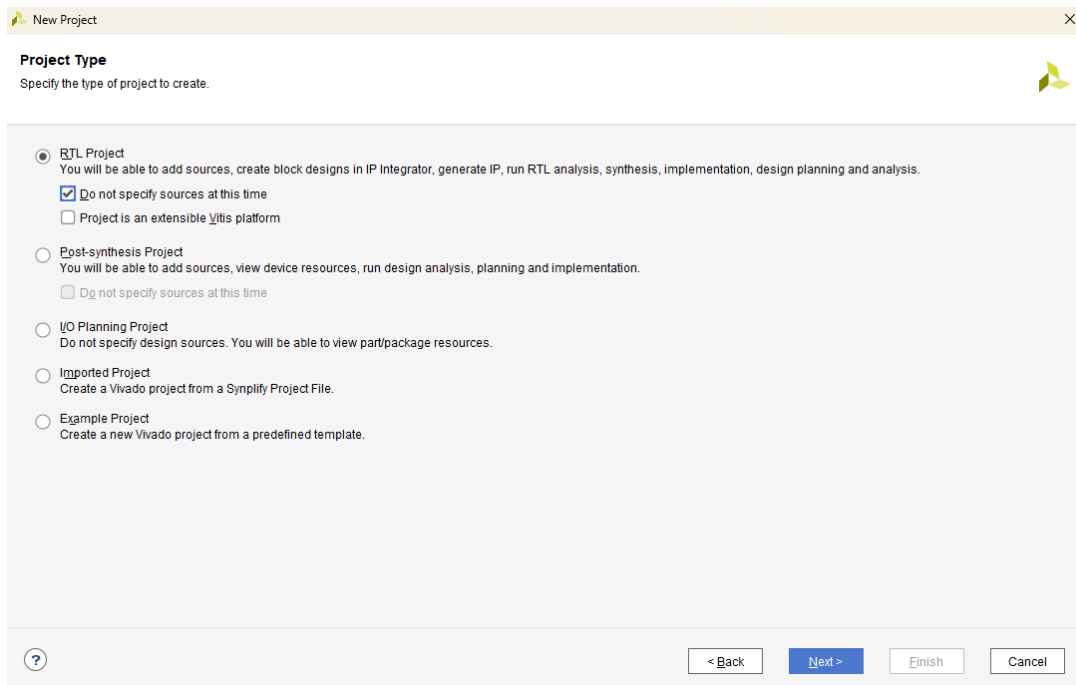 New Project
Project Type
Specify the type of project to create.
RTL Project
You will be able to add sources, create block designs in IP Integrator, generate IP, run RTL analysis, synthesis, implementation, design planning and analysis.
Do not specify sources at this time
Project is an extensible Vitis platform
Post-synthesis Project
You will be able to add sources, view device resources, run design analysis, planning and implementation.
Do not specify sources at this time
I/O Planning Project
Do not specify design sources. You will be able to view part/package resources.
Imported Project
Create a Vivado project from a Synplify Project File.
Example Project
Create a new Vivado project from a predefined template.
?
< Back
Next >
Finish
Cancel